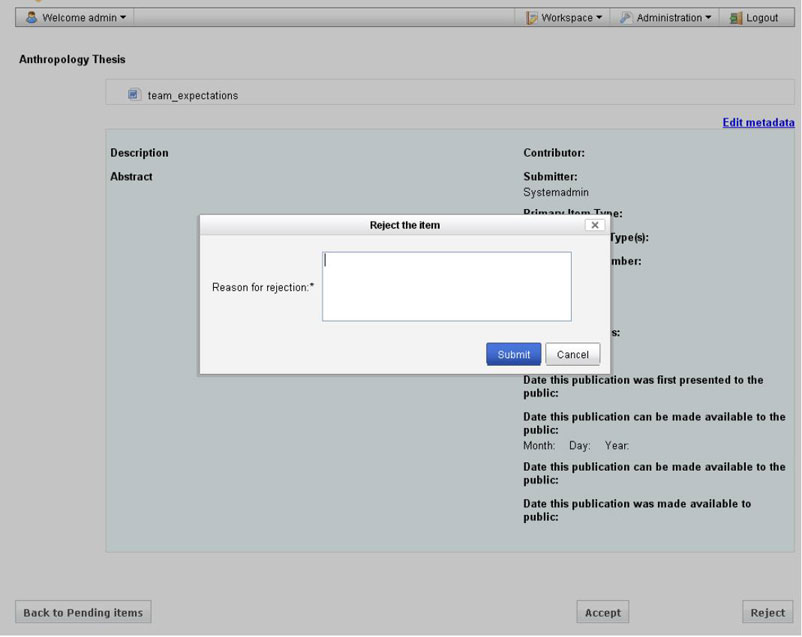 Welcome admin
Workspace
Administration
Logout
Anthropology Thesis
team_expectations
Edit metadata
Description
Contributor:
Abstract
Submitter:
Systemadmin
Primary Item Type:
Reject the item
Type(s):
Reason for rejection:*
Submit
Cancel
Date this publication was first presented to the
public:
Date this publication can be made available to the
public:
Month: Day: Year:
Date this publication can be made available to the
public:
Date this publication was made available to
public:
Back to Pending items
Accept
Reject